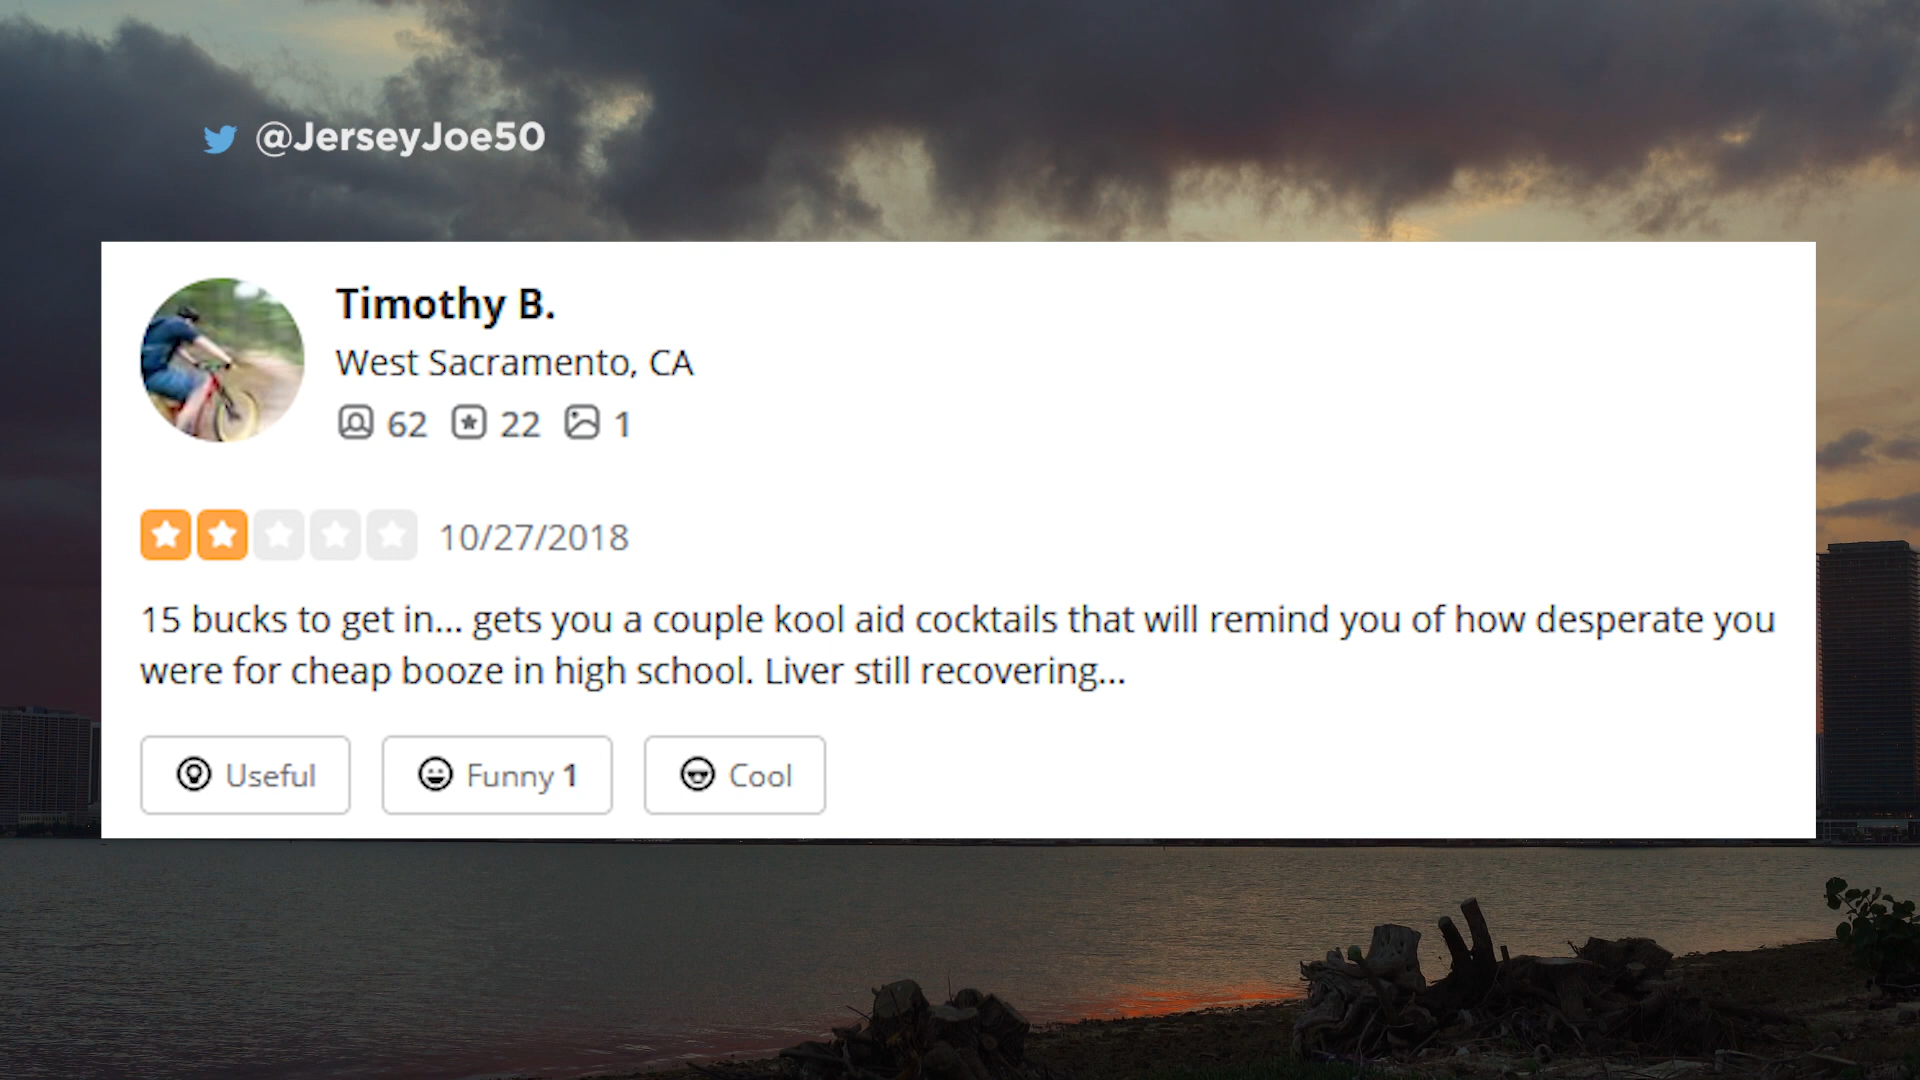 @JerseyJoe50
Timothy B.
West Sacramento, CA
62 22 1
10/27/2018
15 bucks to get in... gets you a couple kool aid cocktails that will remind you of how desperate you
were for cheap booze in high school. Liver still recovering...
Useful Funny 1 Cool